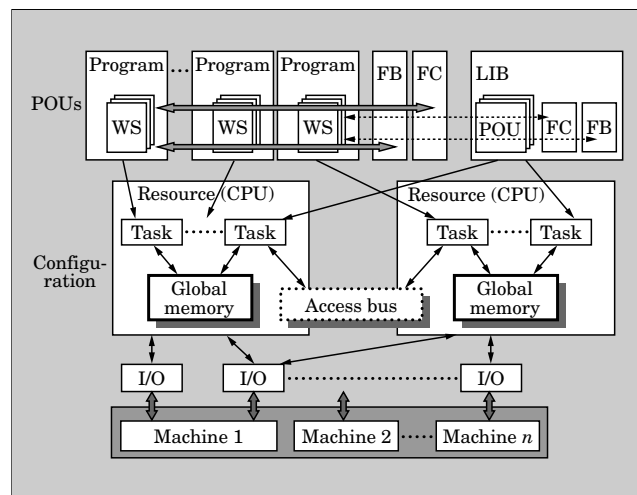 Program
Program
Program
FB
FC
LIB
POUs
WS
WS
WS
POU
FC
FB
Resource (CPU)
Resource (CPU)
Task
Task
Task
Task
Configu-
ration
Global
memory
Access bus
Global
memory
I/O
I/O
I/O
Machine 1
Machine 2
Machine n